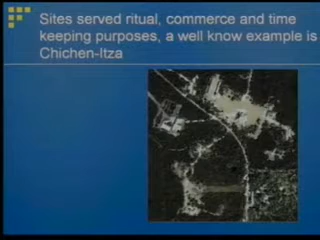 Sites served ritual, commerce and time
keeping purposes, a well know example is
Chichen-Itza